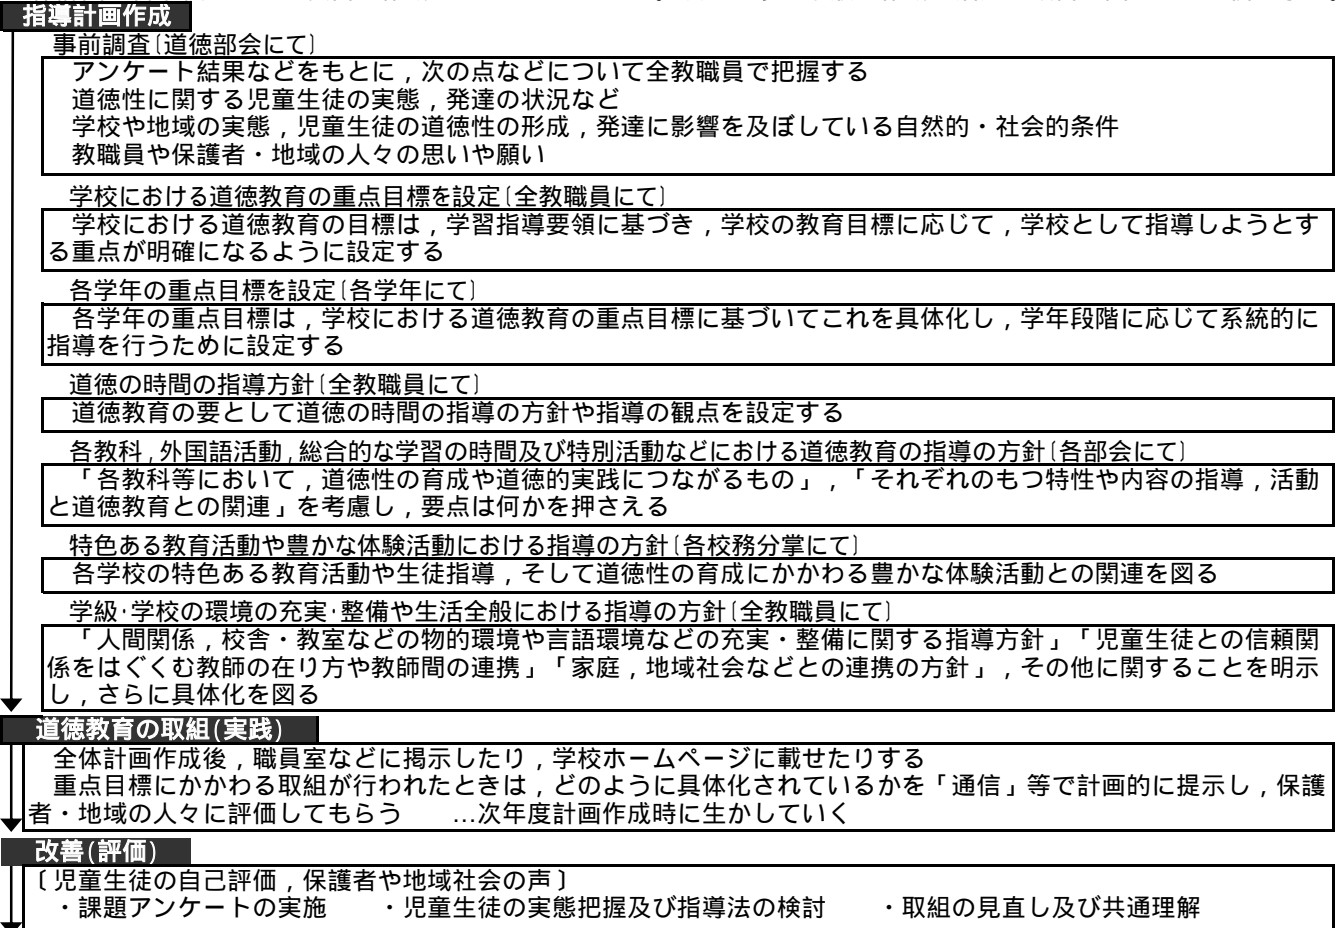 指導計画作成
事前調査〔道徳部会にて〕
アンケート結果などをもとに，次の点などについて全教職員で把握する
道徳性に関する児童生徒の実態，発達の状況など
学校や地域の実態，児童生徒の道徳性の形成，発達に影響を及ぼしている自然的・社会的条件
教職員や保護者・地域の人々の思いや願い
学校における道徳教育の重点目標を設定〔全教職員にて〕
学校における道徳教育の目標は，学習指導要領に基づき，学校の教育目標に応じて，学校として指導しようとす
る重点が明確になるように設定する
各学年の重点目標を設定〔各学年にて〕
各学年の重点目標は，学校における道徳教育の重点目標に基づいてこれを具体化し，学年段階に応じて系統的に
指導を行うために設定する
道徳の時間の指導方針〔全教職員にて〕
道徳教育の要として道徳の時間の指導の方針や指導の観点を設定する
各教科，外国語活動，総合的な学習の時間及び特別活動などにおける道徳教育の指導の方針〔各部会にて〕
「各教科等において，道徳性の育成や道徳的実践につながるもの」，「それぞれのもつ特性や内容の指導，活動
と道徳教育との関連」を考慮し，要点は何かを押さえる
特色ある教育活動や豊かな体験活動における指導の方針〔各校務分掌にて〕
各学校の特色ある教育活動や生徒指導，そして道徳性の育成にかかわる豊かな体験活動との関連を図る
学級・学校の環境の充実・整備や生活全般における指導の方針〔全教職員にて〕
「人間関係，校舎・教室などの物的環境や言語環境などの充実・整備に関する指導方針」「児童生徒との信頼関
係をはぐくむ教師の在り方や教師間の連携」「家庭，地域社会などとの連携の方針」，その他に関することを明示
し，さらに具体化を図る
道徳教育の取組(実践)
全体計画作成後，職員室などに掲示したり，学校ホームページに載せたりする
重点目標にかかわる取組が行われたときは，どのように具体化されているかを「通信」等で計画的に提示し，保護
者・地域の人々に評価してもらう　　…次年度計画作成時に生かしていく
改善(評価)
〔児童生徒の自己評価，保護者や地域社会の声〕
・課題アンケートの実施　　・児童生徒の実態把握及び指導法の検討　　・取組の見直し及び共通理解